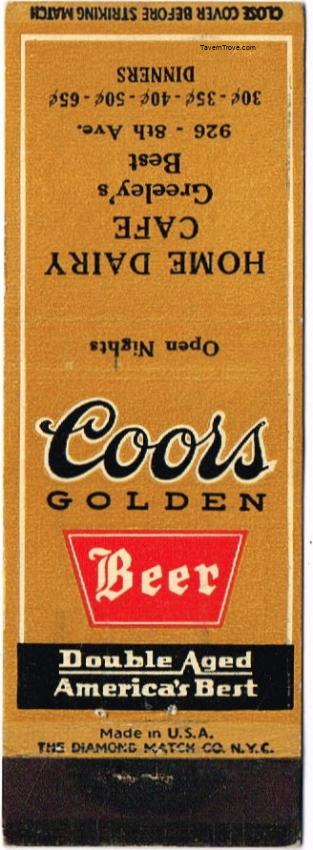 CLOSE COVER BEFORE STRIKING MATCH
TavernTrove.com
Open Nights
HOME DAIRY
CAFE
Greeley's
Best
926 - 8th Ave.
30¢ - 35¢ - 40¢ - 50¢ - 65¢
DINNERS
Coors
GOLDEN
Beer
Double Aged
America's Best
Made in U.S.A.
THE DIAMOND MATCH CO. N.Y.C.